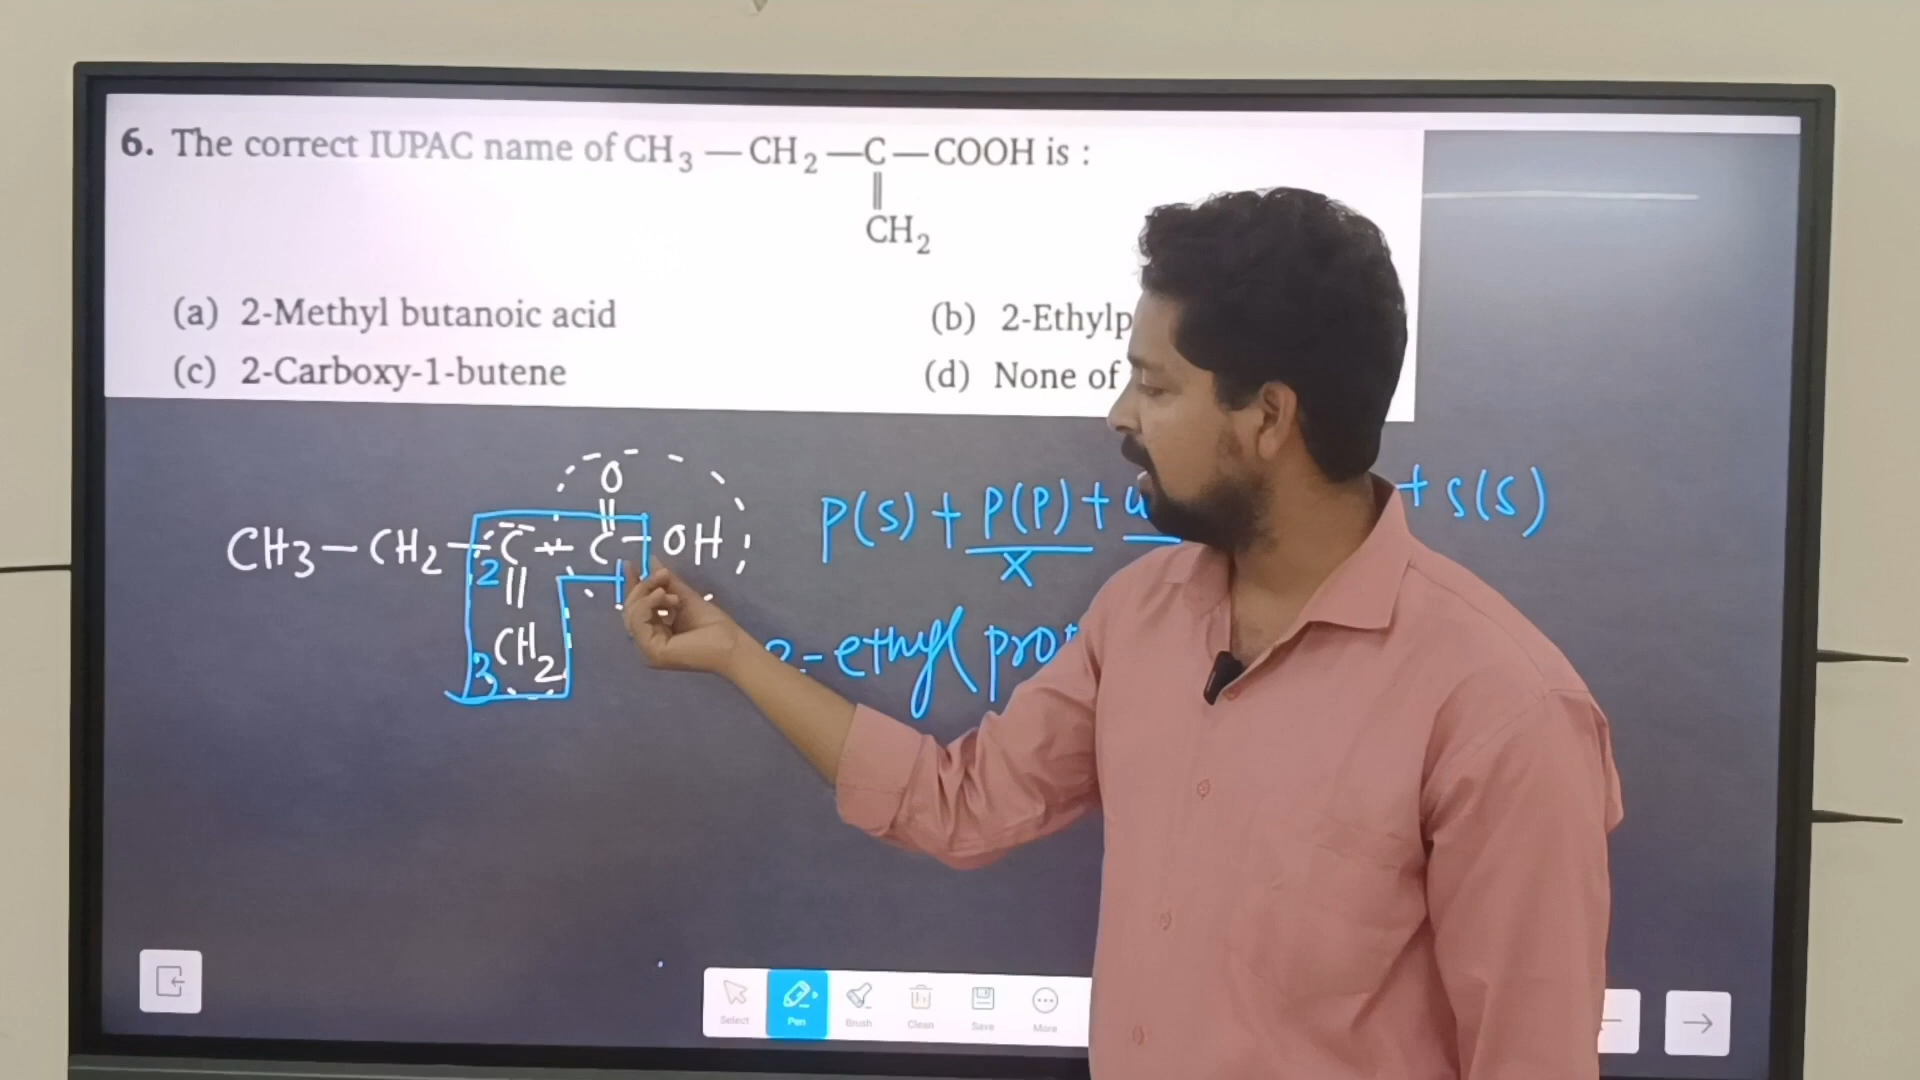 6. The correct IUPAC name of CH3 — CH2 — C — COOH is :
||
CH2
(a) 2-Methyl butanoic acid
(b) 2-Ethylp
(c) 2-Carboxy-1-butene
(d) None of
O
||
CH3 — CH2 — C — C — OH
2
||
CH2
3
P(S) + P(P) + + S(S)
X
2-ethyl pro
Select Pen Brush Clean Save More